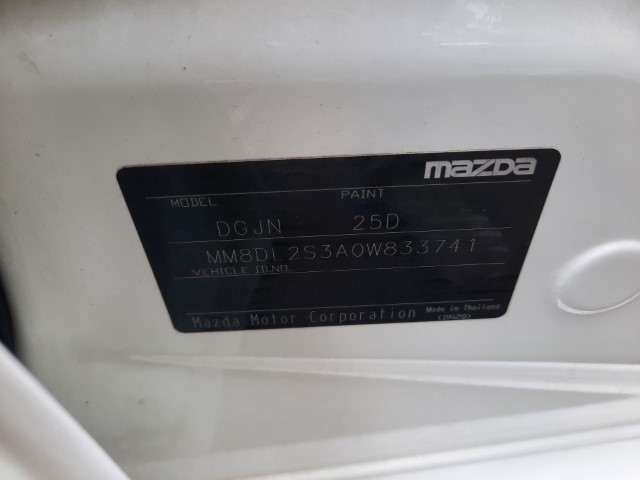 mazda
MODEL PAINT
DGJN 25D
MM8DL2S3A0W833741
VEHICLE ID.NO.
Mazda Motor Corporation Made in Thailand